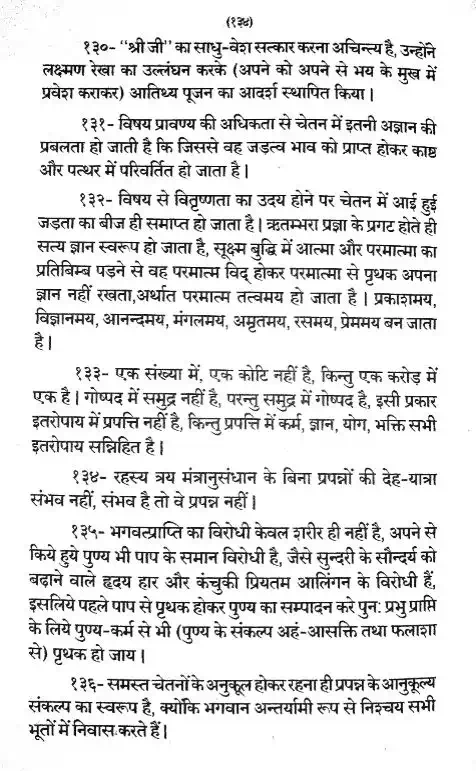 (१३४)
१३०- “श्री जी” का साधु-वेश सत्कार करना अचिन्त्य है, उन्होंने
लक्ष्मण रेखा का उल्लंघन करके (अपने को अपने से भय के मुख में
प्रवेश कराकर) आतिथ्य पूजन का आदर्श स्थापित किया।
१३१- विषय प्रावण्य की अधिकता से चेतन में इतनी अज्ञान की
प्रबलता हो जाती है कि जिससे वह जड़त्व भाव को प्राप्त होकर काष्ठ
और पत्थर में परिवर्तित हो जाता है।
१३२- विषय से वितृष्णता का उदय होने पर चेतन में आई हुई
जड़ता का बीज ही समाप्त हो जाता है। ऋतम्भरा प्रज्ञा के प्रगट होते ही
सत्य ज्ञान स्वरूप हो जाता है, सूक्ष्म बुद्धि में आत्मा और परमात्मा का
प्रतिबिम्ब पड़ने से वह परमात्म विद् होकर परमात्मा से पृथक अपना
ज्ञान नहीं रखता,अर्थात परमात्म तत्वमय हो जाता है। प्रकाशमय,
विज्ञानमय, आनन्दमय, मंगलमय, अमृतमय, रसमय, प्रेममय बन जाता
है।
१३३- एक संख्या में, एक कोटि नहीं है, किन्तु एक करोड़ में
एक है। गोष्पद में समुद्र नहीं है, परन्तु समुद्र में गोष्पद है, इसी प्रकार
इतरोपाय में प्रपत्ति नहीं है, किन्तु प्रपत्ति में कर्म, ज्ञान, योग, भक्ति सभी
इतरोपाय सन्निहित है।
१३४- रहस्य त्रय मंत्रानुसंधान के बिना प्रपन्नों की देह-यात्रा
संभव नहीं, संभव है तो वे प्रपन्न नहीं।
१३५- भगवत्प्राप्ति का विरोधी केवल शरीर ही नहीं है, अपने से
किये हुये पुण्य भी पाप के समान विरोधी है, जैसे सुन्दरी के सौन्दर्य को
बढ़ाने वाले हृदय हार और कंचुकी प्रियतम आलिंगन के विरोधी हैं,
इसलिये पहले पाप से पृथक होकर पुण्य का सम्पादन करे पुनः प्रभु प्राप्ति
के लिये पुण्य-कर्म से भी (पुण्य के संकल्प अहं-आसक्ति तथा फलाशा
से) पृथक हो जाय।
१३६- समस्त चेतनों के अनुकूल होकर रहना ही प्रपन्न के आनुकूल्य
संकल्प का स्वरूप है, क्योंकि भगवान अन्तर्यामी रूप से निश्चय सभी
भूतों में निवास करते हैं।